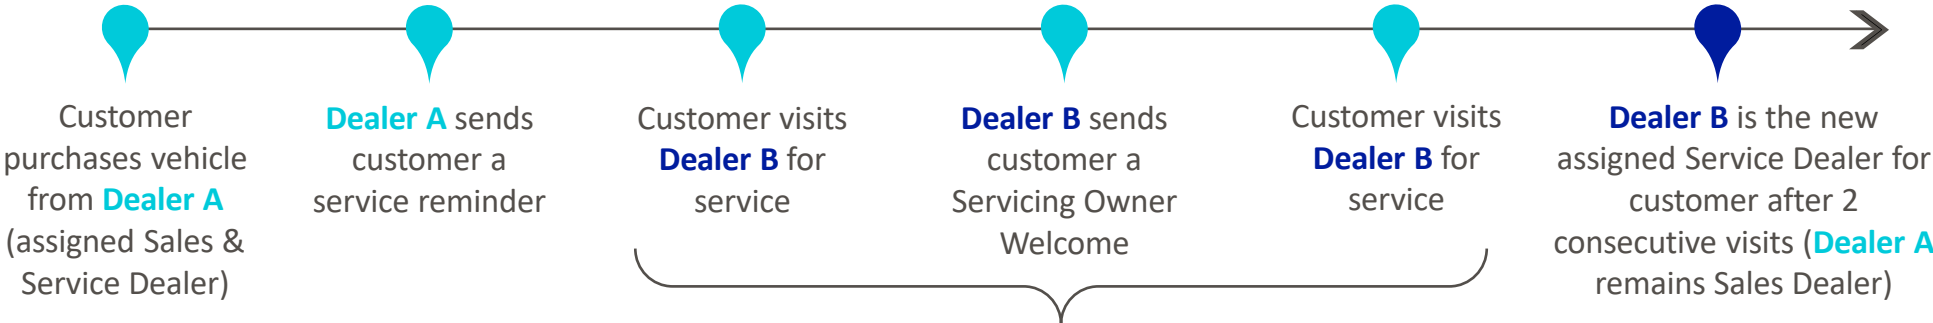 Customer
purchases vehicle
from Dealer A
(assigned Sales &
Service Dealer)
Dealer A sends
customer a
service reminder
Customer visits
Dealer B for
service
Dealer B sends
customer a
Servicing Owner
Welcome
Customer visits
Dealer B for
service
Dealer B is the new
assigned Service Dealer for
customer after 2
consecutive visits (Dealer A
remains Sales Dealer)